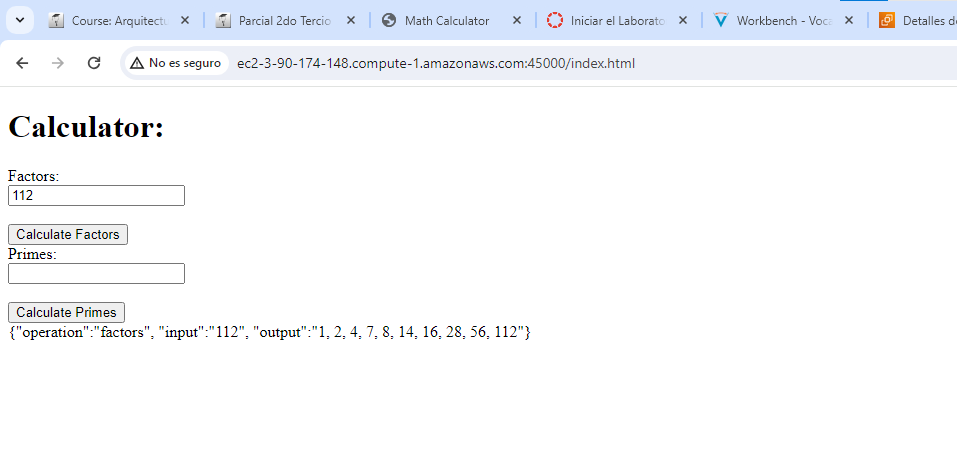 Course: Arquitectu
Parcial 2do Tercio
Math Calculator
Iniciar el Laborato
Workbench - Voca
Detalles de
No es seguro
ec2-3-90-174-148.compute-1.amazonaws.com:45000/index.html
Calculator:
Factors:
112
Calculate Factors
Primes:
Calculate Primes
{"operation":"factors", "input":"112", "output":"1, 2, 4, 7, 8, 14, 16, 28, 56, 112"}